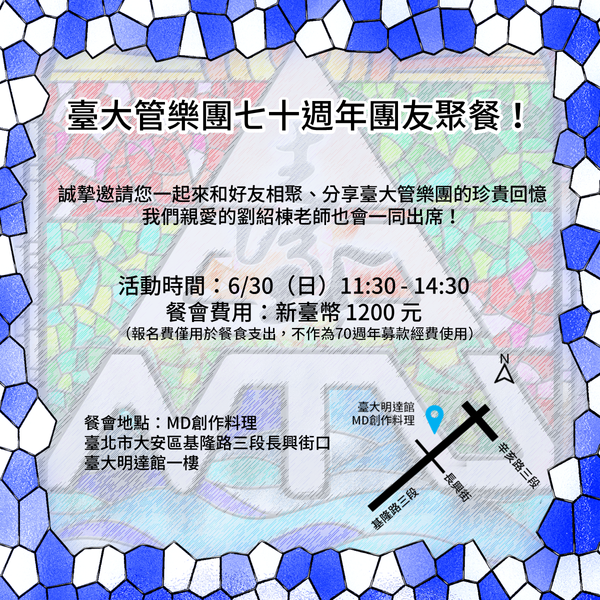 臺大管樂團七十週年團友聚餐！
誠摯邀請您一起來和好友相聚、分享臺大管樂團的珍貴回憶
我們親愛的劉紹棟老師也會一同出席！
活動時間：6/30（日）11:30 - 14:30
餐會費用：新臺幣 1200 元
（報名費僅用於餐食支出，不作為70週年募款經費使用）
餐會地點：MD創作料理
臺北市大安區基隆路三段長興街口
臺大明達館一樓
N
臺大明達館
MD創作料理
辛亥路三段
長興街
基隆路三段
NTU